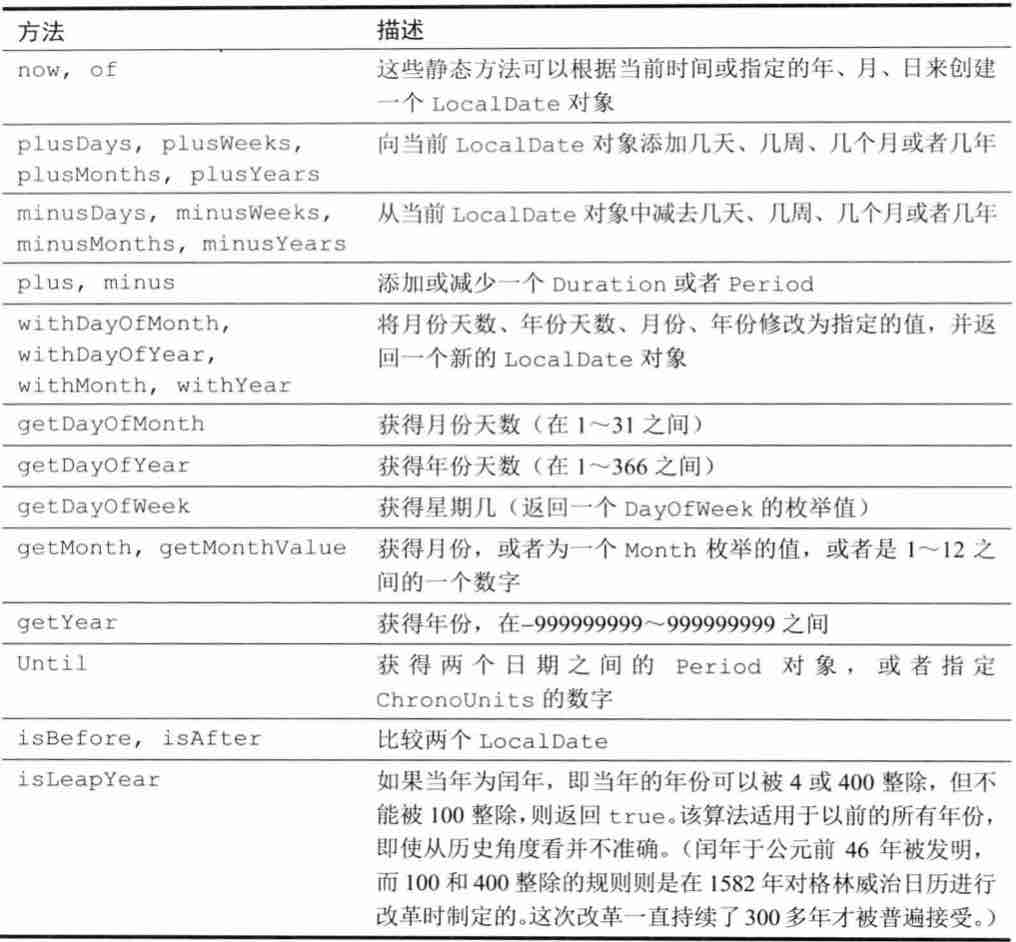 方法 描述
now, of 这些静态方法可以根据当前时间或指定的年、月、日来创建
一个 LocalDate 对象
plusDays, plusWeeks, 向当前 LocalDate 对象添加几天、几周、几个月或者几年
plusMonths, plusYears
minusDays, minusWeeks, 从当前 LocalDate 对象中减去几天、几周、几个月或者几年
minusMonths, minusYears
plus, minus 添加或减少一个 Duration 或者 Period
withDayOfMonth, 将月份天数、年份天数、月份、年份修改为指定的值，并返
withDayOfYear, 回一个新的 LocalDate 对象
withMonth, withYear
getDayOfMonth 获得月份天数（在 1～31 之间）
getDayOfYear 获得年份天数（在 1～366 之间）
getDayOfWeek 获得星期几（返回一个 DayOfWeek 的枚举值）
getMonth, getMonthValue 获得月份，或者为一个 Month 枚举的值，或者是 1～12 之
间的一个数字
getYear 获得年份，在–999999999～999999999 之间
Until 获得两个日期之间的 Period 对象，或者指定
ChronoUnits 的数字
isBefore, isAfter 比较两个 LocalDate
isLeapYear 如果当年为闰年，即当年的年份可以被 4 或 400 整除，但不
能被 100 整除，则返回 true。该算法适用于以前的所有年份，
即使从历史角度看并不准确。（闰年于公元前 46 年被发明，
而 100 和 400 整除的规则则是在 1582 年对格林威治日历进行
改革时制定的。这次改革一直持续了 300 多年才被普遍接受。）